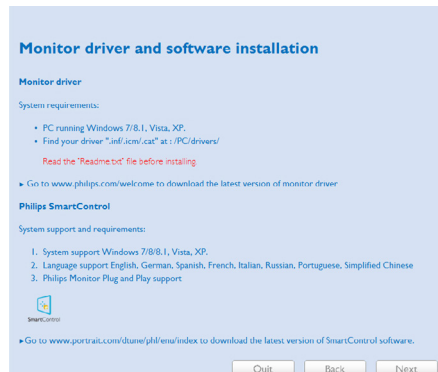 Monitor driver and software installation
Monitor driver
System requirements:
• PC running Windows 7/8.1, Vista, XP.
• Find your driver ".inf/.icm/.cat" at : /PC/drivers/
Read the "Readme.txt" file before installing.
▸ Go to www.philips.com/welcome to download the latest version of monitor driver
Philips SmartControl
System support and requirements:
1. System support Windows 7/8/8.1, Vista, XP.
2. Language support English, German, Spanish, French, Italian, Russian, Portuguese, Simplified Chinese
3. Philips Monitor Plug and Play support
SmartControl
▸Go to www.portrait.com/dtune/phl/enu/index to download the latest version of SmartControl software.
Quit Back Next